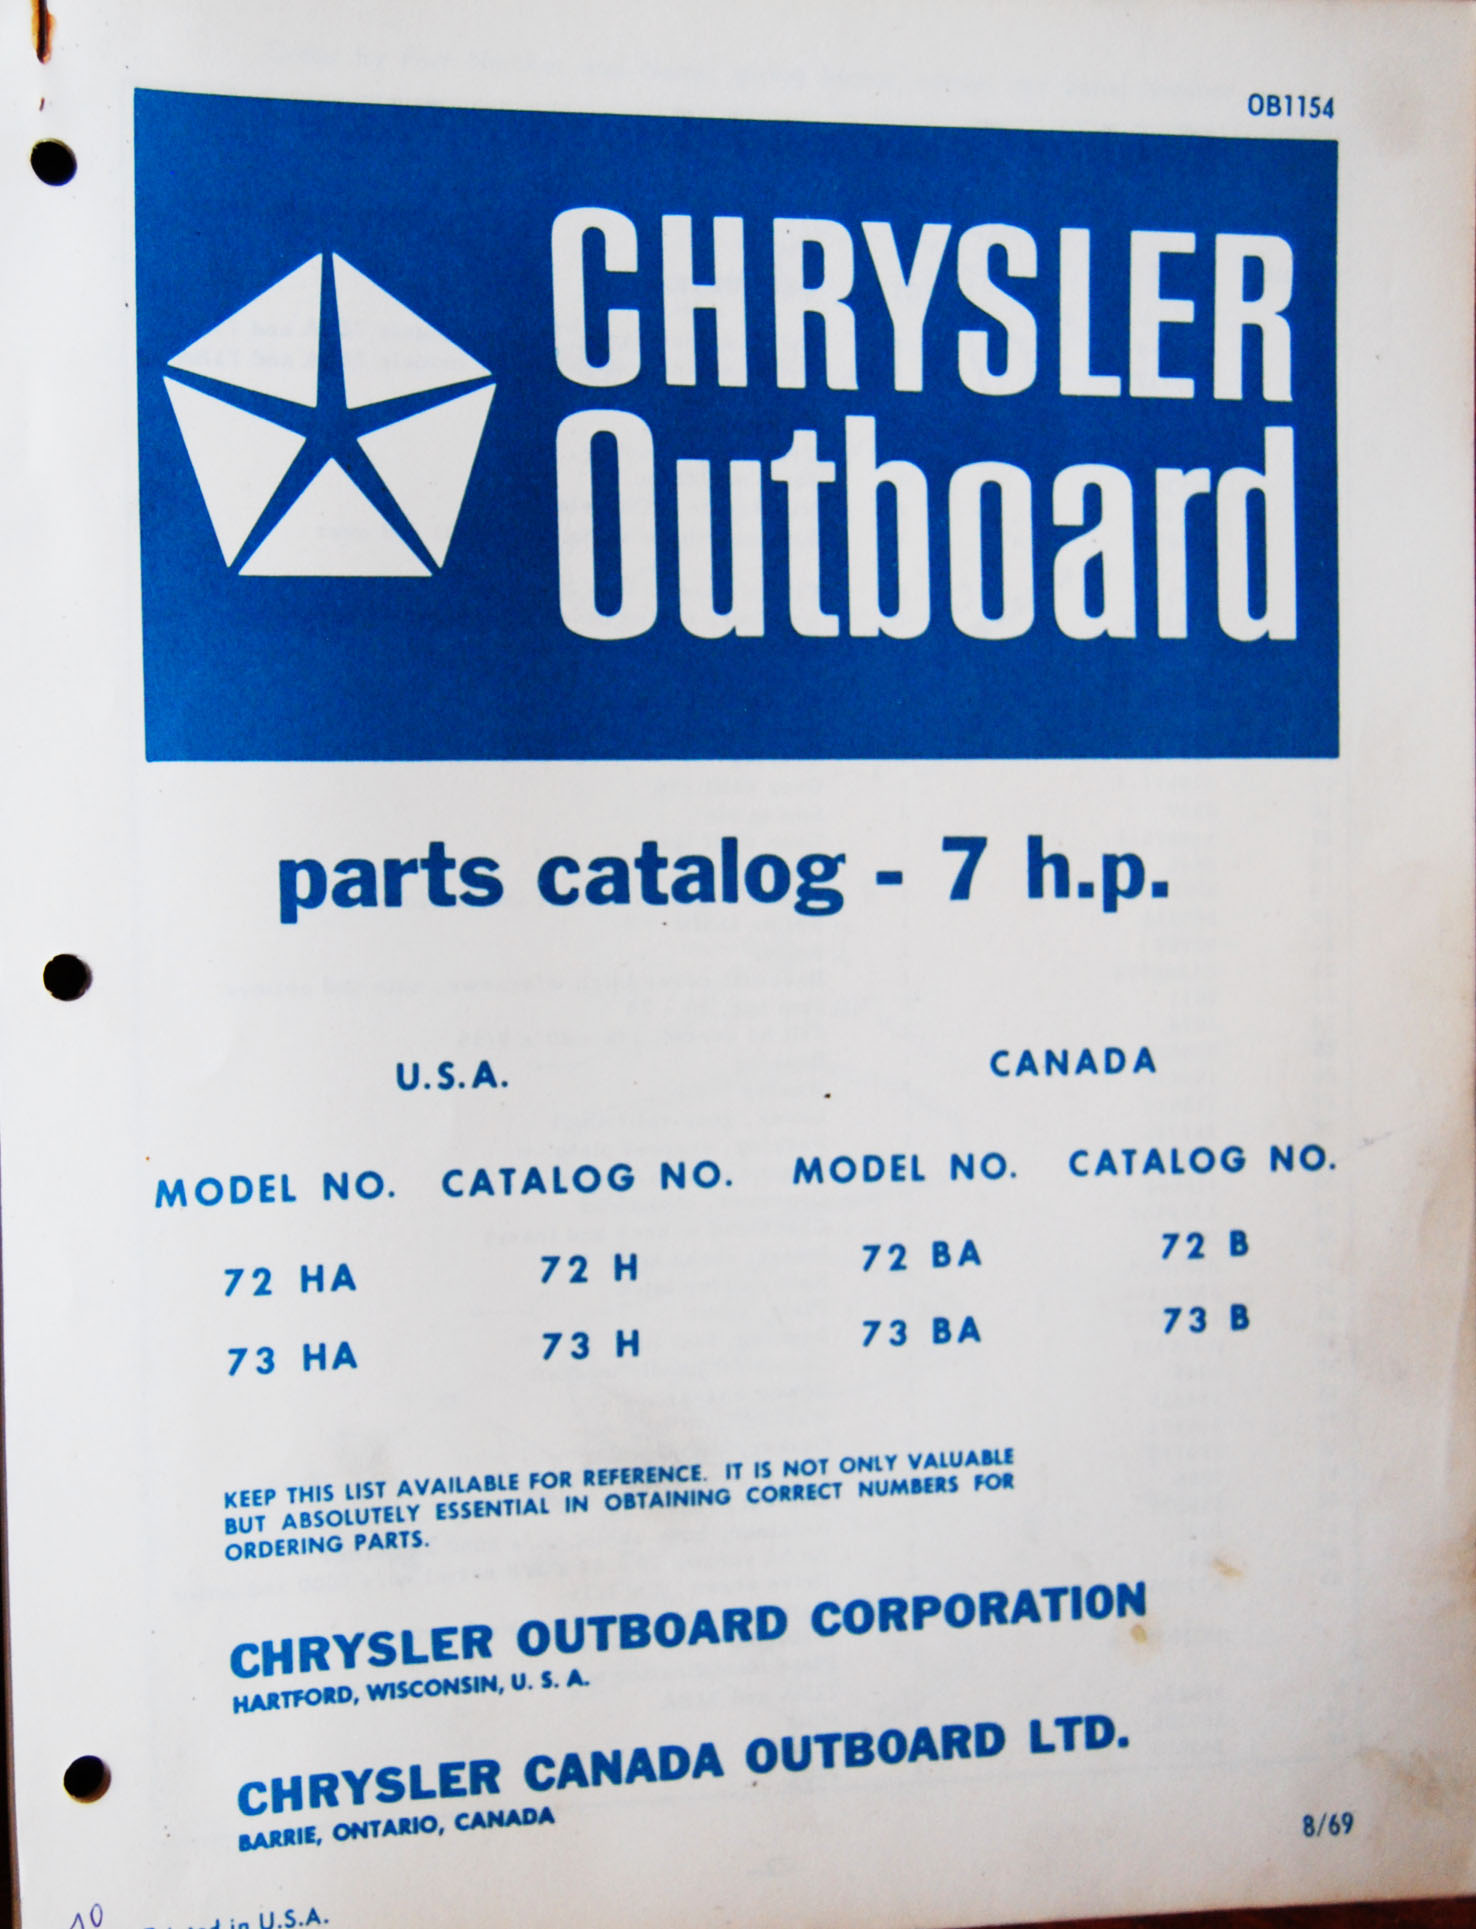 OB1154
CHRYSLER
Outboard
parts catalog - 7 h.p.
U.S.A. CANADA
MODEL NO. CATALOG NO. MODEL NO. CATALOG NO.
72 HA 72 H 72 BA 72 B
73 HA 73 H 73 BA 73 B
KEEP THIS LIST AVAILABLE FOR REFERENCE. IT IS NOT ONLY VALUABLE
BUT ABSOLUTELY ESSENTIAL IN OBTAINING CORRECT NUMBERS FOR
ORDERING PARTS.
CHRYSLER OUTBOARD CORPORATION
HARTFORD, WISCONSIN, U. S. A.
CHRYSLER CANADA OUTBOARD LTD.
BARRIE, ONTARIO, CANADA
8/69
10
in U.S.A.